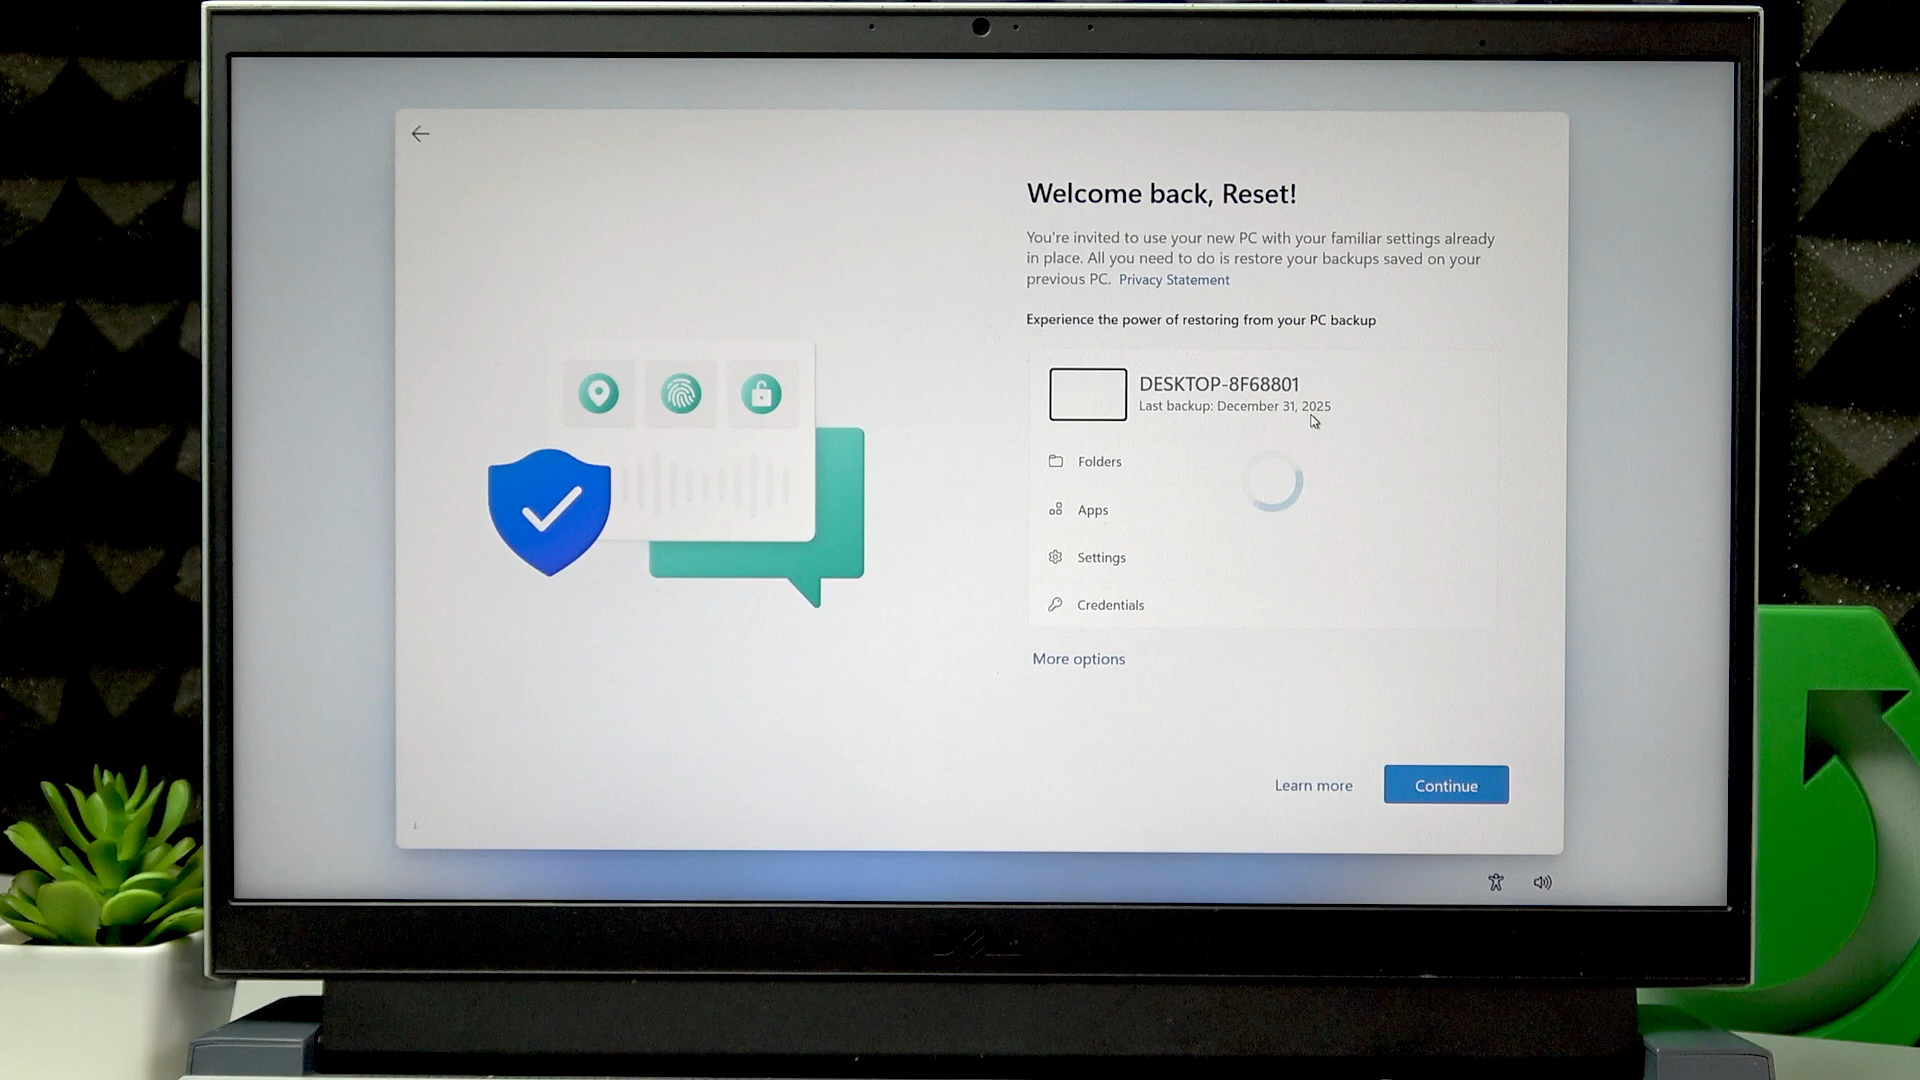 Welcome back, Reset!
You're invited to use your new PC with your familiar settings already
in place. All you need to do is restore your backups saved on your
previous PC. Privacy Statement
Experience the power of restoring from your PC backup
DESKTOP-8F68801
Last backup: December 31, 2025
Folders
Apps
Settings
Credentials
More options
Learn more
Continue
DELL